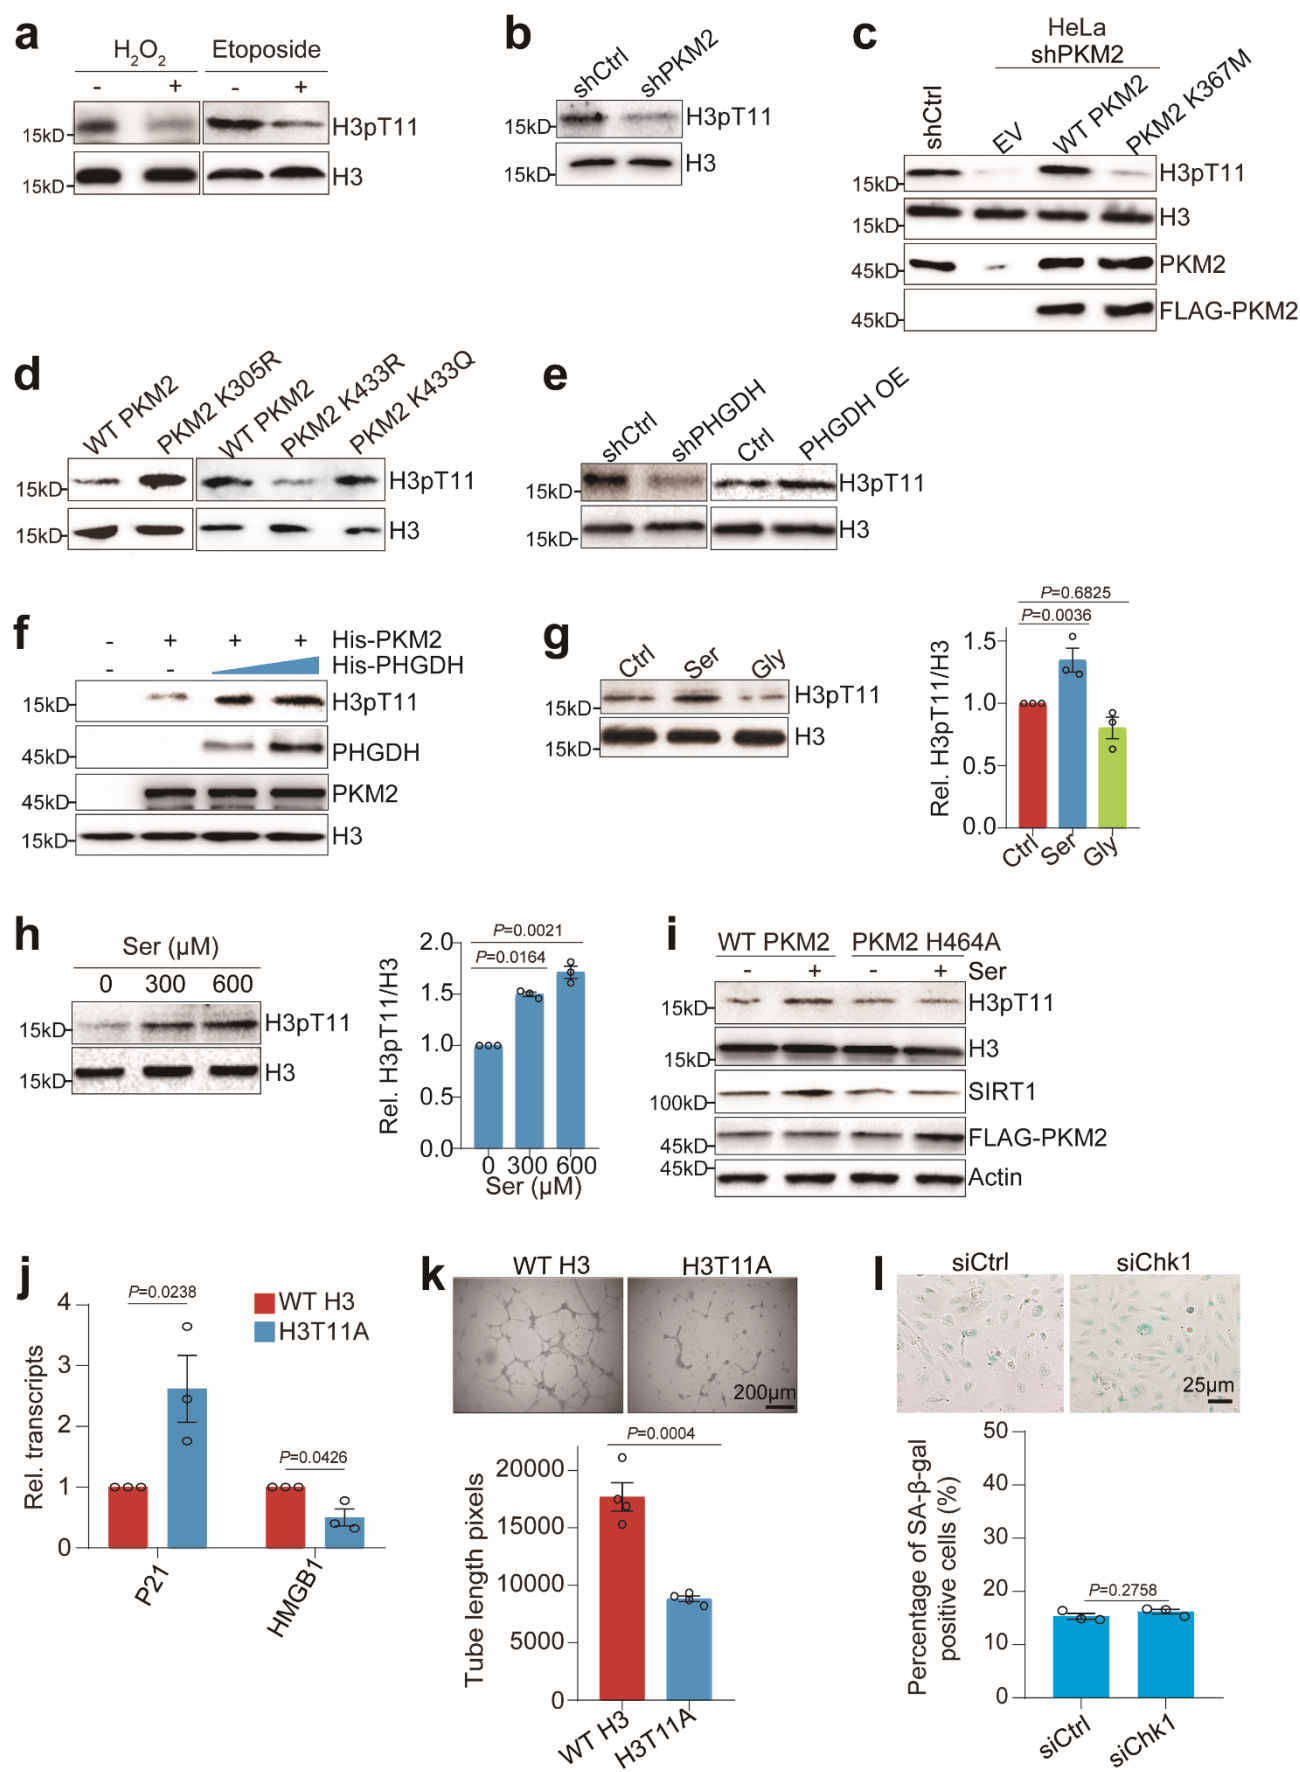 a
H2O2 Etoposide
- + - +
15kD H3pT11
15kD H3
b
shCtrl shPKM2
15kD H3pT11
15kD H3
c
HeLa
shPKM2
shCtrl EV WT PKM2 PKM2 K367M
15kD H3pT11
15kD H3
45kD PKM2
45kD FLAG-PKM2
d
WT PKM2 PKM2 K305R WT PKM2 PKM2 K433R PKM2 K433Q
15kD H3pT11
15kD H3
e
shCtrl shPHGDH Ctrl PHGDH OE
15kD H3pT11
15kD H3
f
- + + + His-PKM2
- - His-PHGDH
15kD H3pT11
45kD PHGDH
45kD PKM2
15kD H3
g
Ctrl Ser Gly
15kD H3pT11
15kD H3
P=0.6825
P=0.0036
Rel. H3pT11/H3
1.5
1.0
0.5
0.0
Ctrl Ser Gly
h
Ser (μM)
0 300 600
15kD H3pT11
15kD H3
P=0.0021
P=0.0164
Rel. H3pT11/H3
2.0
1.5
1.0
0.5
0.0
0 300 600
Ser (μM)
i
WT PKM2 PKM2 H464A
- + - + Ser
15kD H3pT11
15kD H3
100kD SIRT1
45kD FLAG-PKM2
45kD Actin
j
P=0.0238
WT H3
H3T11A
P=0.0426
Rel. transcripts
4
3
2
1
0
P21 HMGB1
k
WT H3 H3T11A
200μm
P=0.0004
Tube length pixels
20000
15000
10000
5000
0
WT H3 H3T11A
l
siCtrl siChk1
25μm
Percentage of SA-β-gal
positive cells (%)
50
40
30
20
10
0
P=0.2758
siCtrl siChk1